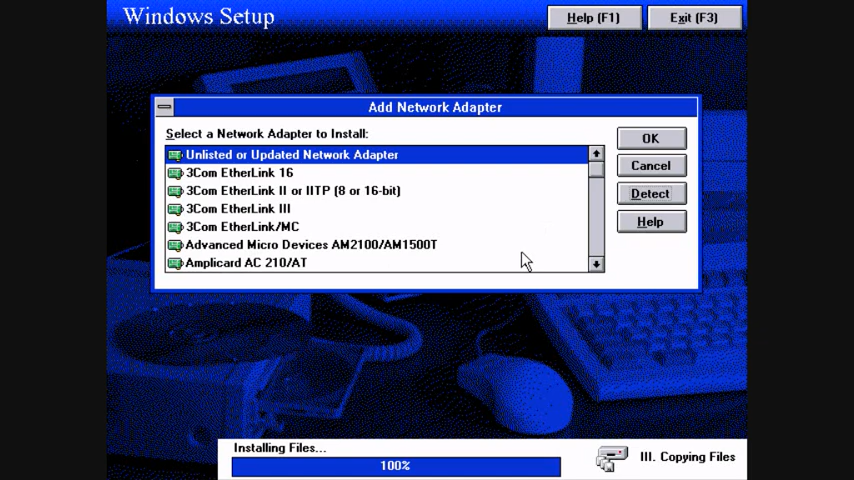 Windows Setup
Help (F1)
Exit (F3)
Add Network Adapter
Select a Network Adapter to Install:
Unlisted or Updated Network Adapter
3Com EtherLink 16
3Com EtherLink II or IITP (8 or 16-bit)
3Com EtherLink III
3Com EtherLink/MC
Advanced Micro Devices AM2100/AM1500T
Amplicard AC 210/AT
OK
Cancel
Detect
Help
Installing Files...
100%
III. Copying Files